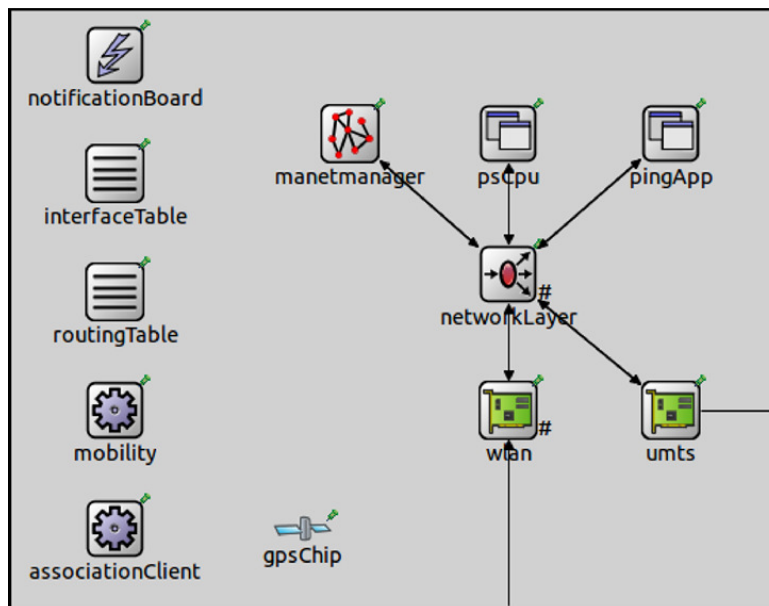 notificationBoard
manetmanager
psCpu
pingApp
interfaceTable
networkLayer
#
routingTable
mobility
wlan
#
umts
associationClient
gpsChip